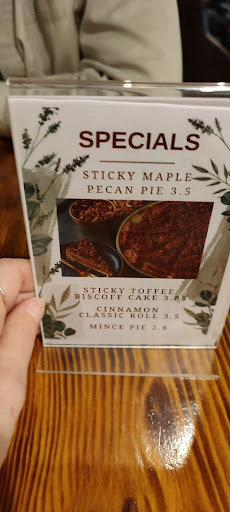 SPECIALS
STICKY MAPLE
PECAN PIE 3.5
STICKY TOFFEE
BISCOFF CAKE 3.85
CINNAMON
CLASSIC ROLL 3.5
MINCE PIE 2.8